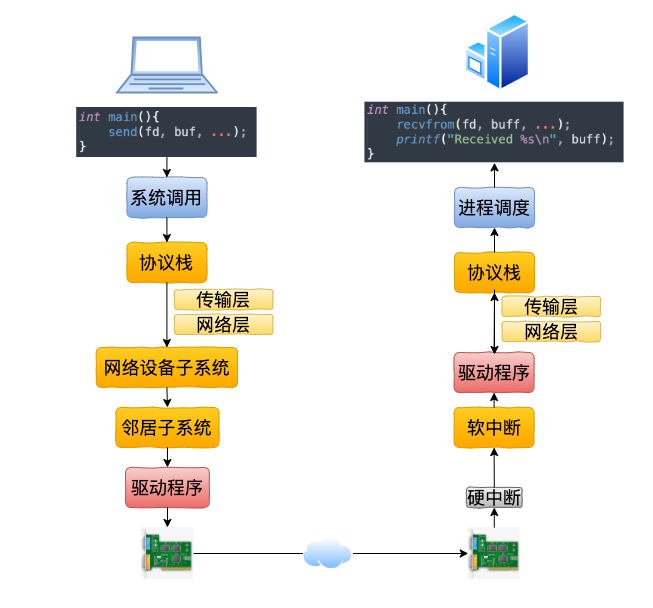 int main(){
    send(fd, buf, ...);
}
系统调用
协议栈
传输层
网络层
网络设备子系统
邻居子系统
驱动程序
int main(){
    recvfrom(fd, buff, ...);
    printf("Received %s\n", buff);
}
进程调度
协议栈
传输层
网络层
驱动程序
软中断
硬中断